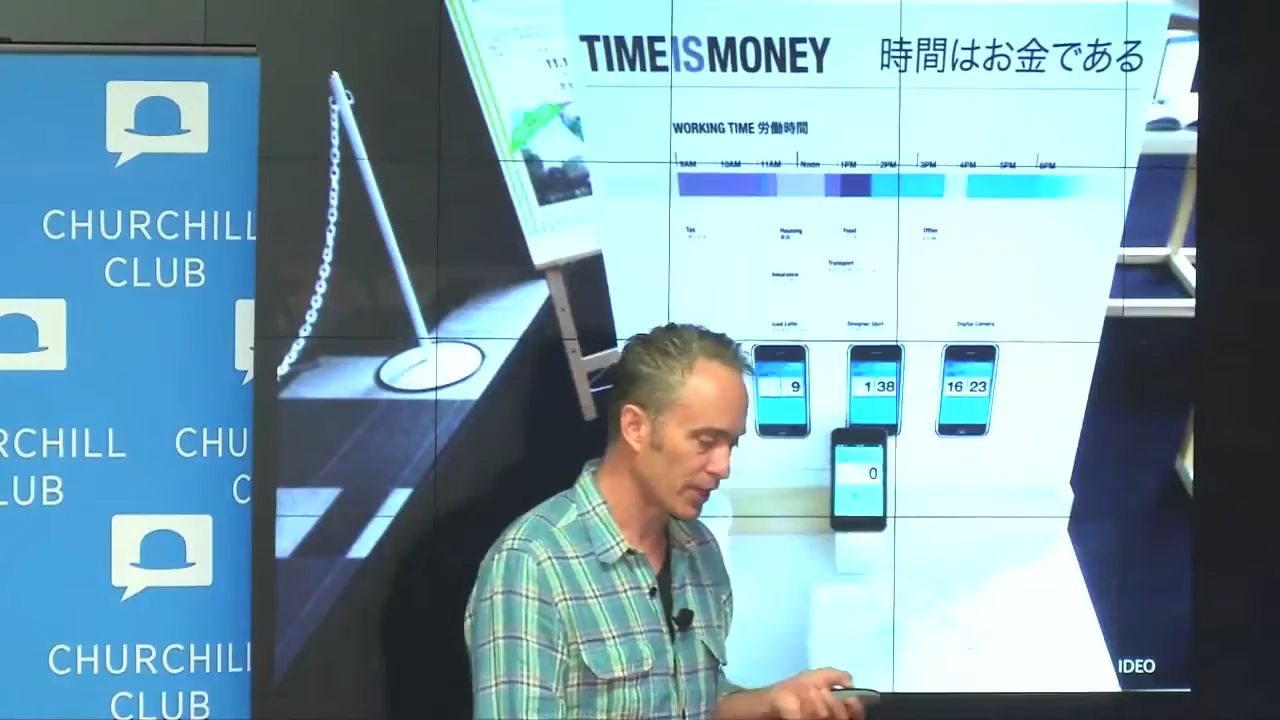 CHURCHILL
CLUB
RCHILL
LUB
CHU
C
CHURCHILL
CLUB
11.1
TIMEISMONEY 時間はお金である
WORKING TIME 労働時間
9AM 10AM 11AM Noon 1PM 2PM 3PM 4PM 5PM 6PM
Tax Housing Food Other
Insurance Transport
Iced Latte Designer Shirt Digital Camera
9 1 38 16 23
0
IDEO